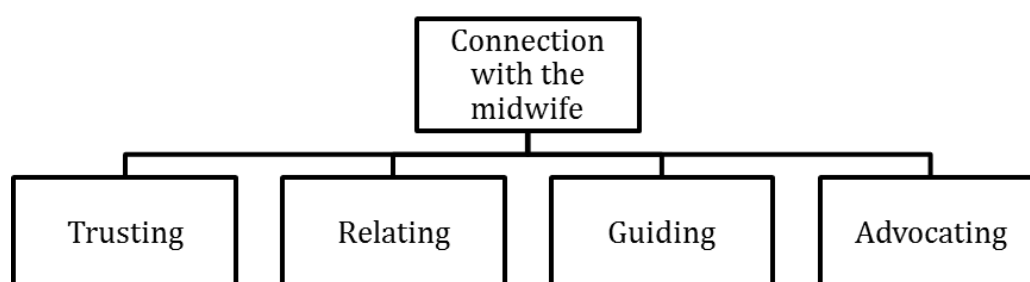 Connection
with the
midwife
Trusting
Relating
Guiding
Advocating